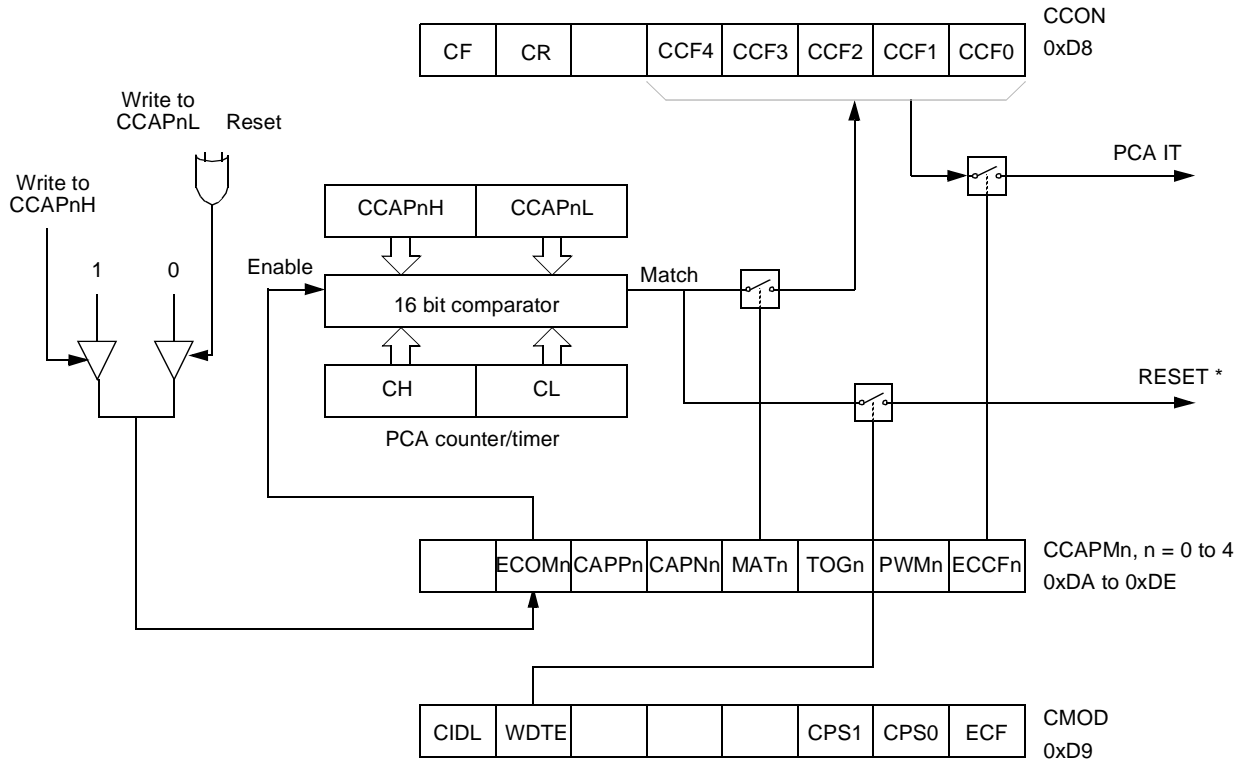 CCON
CF CR CCF4 CCF3 CCF2 CCF1 CCF0
0xD8
Write to
CCAPnL
Reset
PCA IT
Write to
CCAPnH
CCAPnH CCAPnL
1 0
Enable
Match
16 bit comparator
RESET *
CH CL
PCA counter/timer
ECOMn CAPPn CAPNn MATn TOGn PWMn ECCFn
CCAPMn, n = 0 to 4
0xDA to 0xDE
CIDL WDTE CPS1 CPS0 ECF
CMOD
0xD9